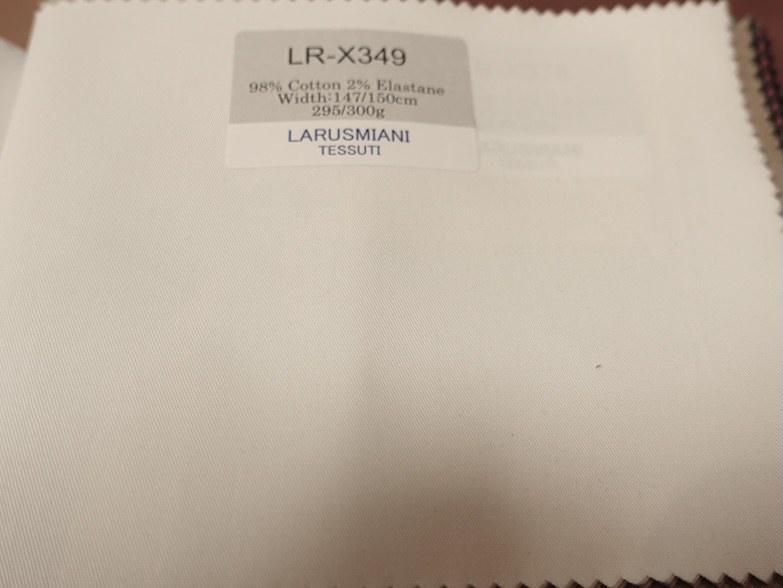 LR-X349
98% Cotton 2% Elastane
Width:147/150cm
295/300g
LARUSMIANI
TESSUTI